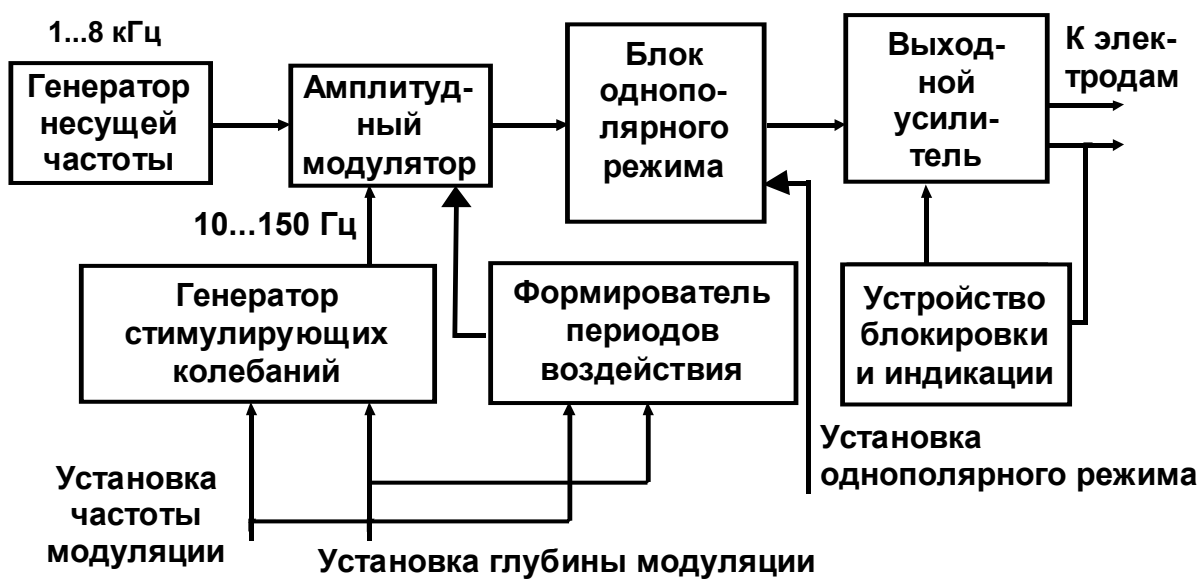 1...8 кГц
Генератор
несущей
частоты
Амплитуд-
ный
модулятор
Блок
однопо-
лярного
режима
Выход-
ной
усили-
тель
К элек-
тродам
10...150 Гц
Генератор
стимулирующих
колебаний
Формирователь
периодов
воздействия
Устройство
блокировки
и индикации
Установка
частоты
модуляции
Установка глубины модуляции
Установка
однополярного режима